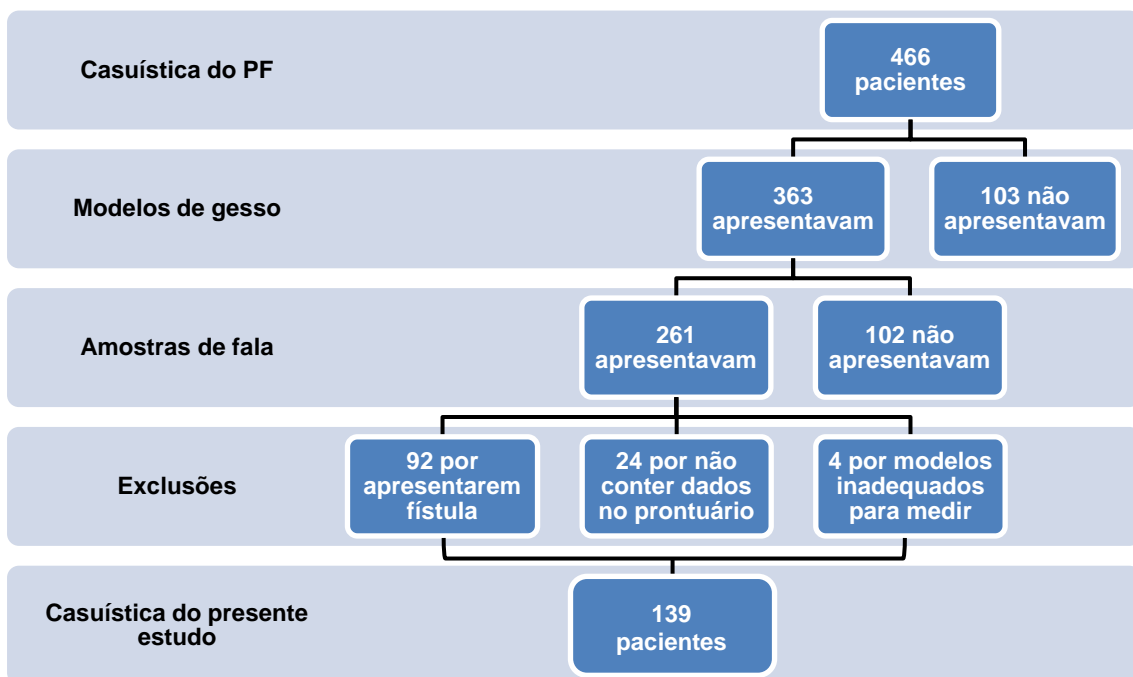 Casuística do PF
466
pacientes
Modelos de gesso
363
apresentavam
103 não
apresentavam
Amostras de fala
261
apresentavam
102 não
apresentavam
Exclusões
92 por
apresentarem
fístula
24 por não
conter dados
no prontuário
4 por modelos
inadequados
para medir
Casuística do presente
estudo
139
pacientes